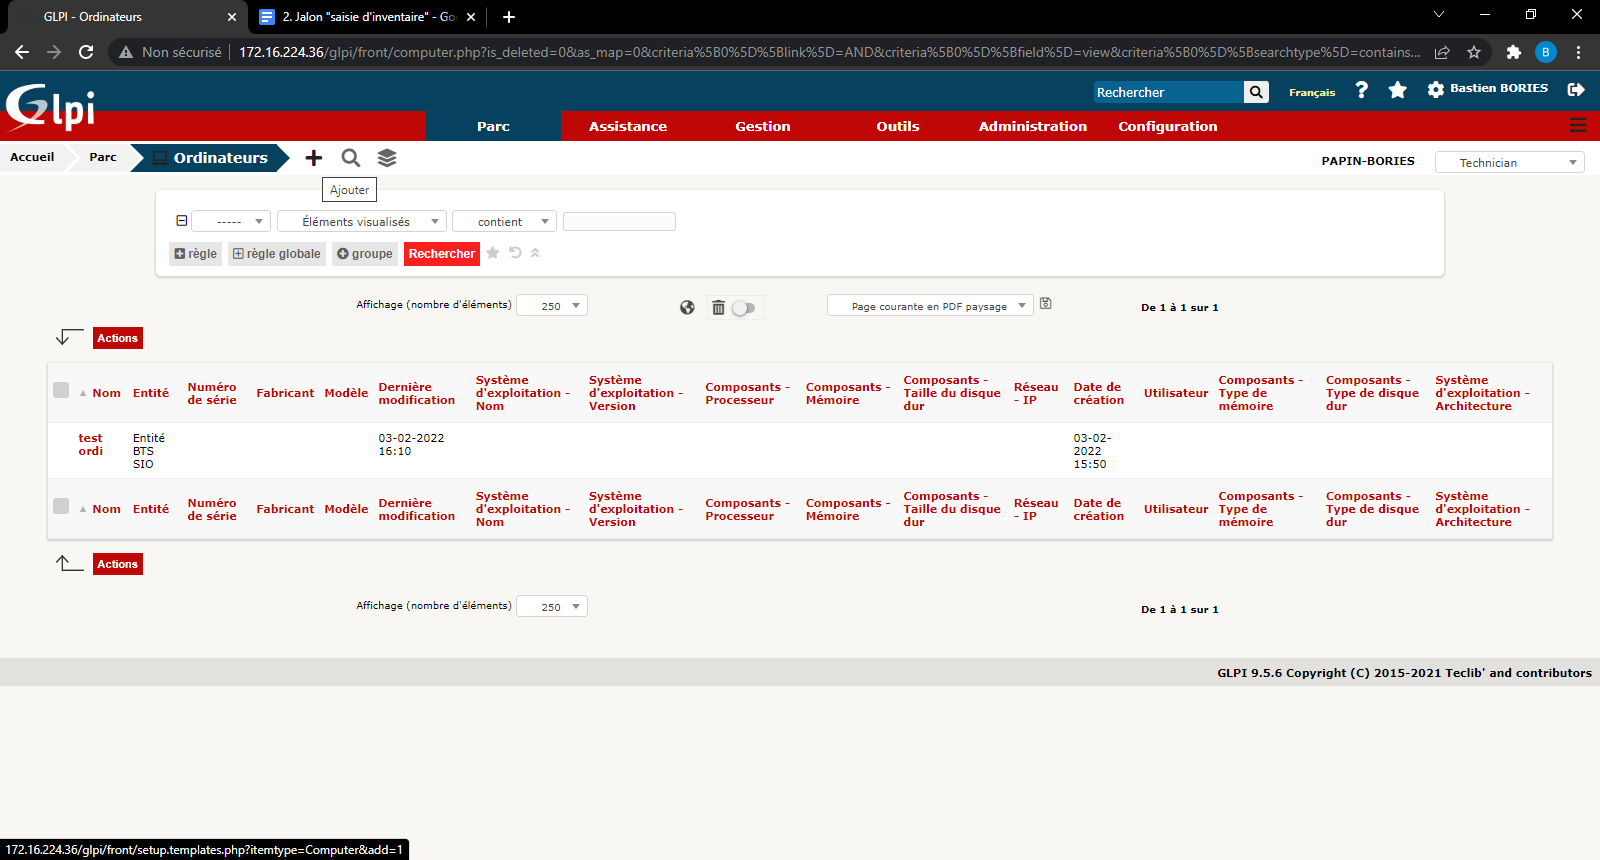 GLPI - Ordinateurs
2. Jalon "saisie d'inventaire" - Go
Non sécurisé
172.16.224.36/glpi/front/computer.php?is_deleted=0&as_map=0&criteria%5B0%5D%5Blink%5D=AND&criteria%5B0%5D%5Bfield%5D=view&criteria%5B0%5D%5Bsearchtype%5D=contains...
B
Glpi
Rechercher
Français
?
Bastien BORIES
Parc
Assistance
Gestion
Outils
Administration
Configuration
Accueil
Parc
Ordinateurs
PAPIN-BORIES
Technician
Ajouter
-----
Éléments visualisés
contient
règle
règle globale
groupe
Rechercher
Affichage (nombre d'éléments)
250
Page courante en PDF paysage
De 1 à 1 sur 1
Actions
Nom
Entité
Numéro
de série
Fabricant
Modèle
Dernière
modification
Système
d'exploitation -
Nom
Système
d'exploitation -
Version
Composants -
Processeur
Composants -
Mémoire
Composants -
Taille du disque
dur
Réseau
- IP
Date de
création
Utilisateur
Composants -
Type de
mémoire
Composants -
Type de disque
dur
Système
d'exploitation -
Architecture
test
ordi
Entité
BTS
SIO
03-02-2022
16:10
03-02-
2022
15:50
Nom
Entité
Numéro
de série
Fabricant
Modèle
Dernière
modification
Système
d'exploitation -
Nom
Système
d'exploitation -
Version
Composants -
Processeur
Composants -
Mémoire
Composants -
Taille du disque
dur
Réseau
- IP
Date de
création
Utilisateur
Composants -
Type de
mémoire
Composants -
Type de disque
dur
Système
d'exploitation -
Architecture
Actions
Affichage (nombre d'éléments)
250
De 1 à 1 sur 1
GLPI 9.5.6 Copyright (C) 2015-2021 Teclib' and contributors
172.16.224.36/glpi/front/setup.templates.php?itemtype=Computer&add=1